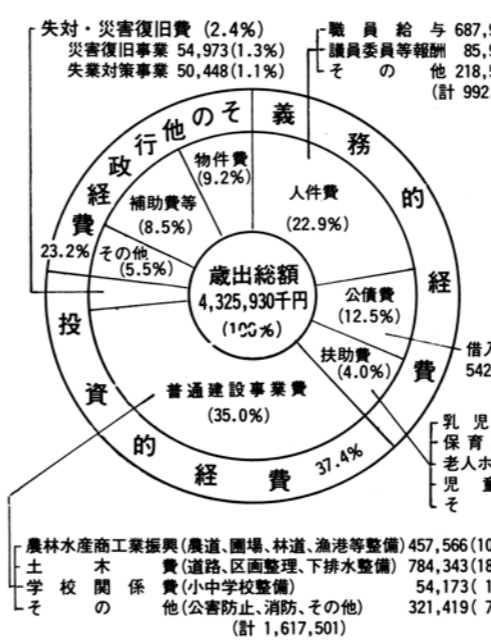 失対・災害復旧費 (2.4%)
災害復旧事業 54,973(1.3%)
失業対策事業 50,448(1.1%)
職員給与 687,9
議員委員等報酬 85,9
その他 218,5
(計 992,
義務的経費
人件費
(22.9%)
公債費
(12.5%)
扶助費
(4.0%)
その他行政経費
23.2%
物件費
(9.2%)
補助費等
(8.5%)
その他
(5.5%)
歳出総額
4,325,930千円
(100%)
投資的経費
37.4%
普通建設事業費
(35.0%)
借入
542
乳児
保育
老人ホ
児童
そ
農林水産商工業振興(農道、圃場、林道、漁港等整備)457,566(10
土木費(道路、区画整理、下排水整備) 784,343(18
学校関係費(小中学校整備) 54,173( 1
その他(公害防止、消防、その他) 321,419( 7
(計 1,617,501)